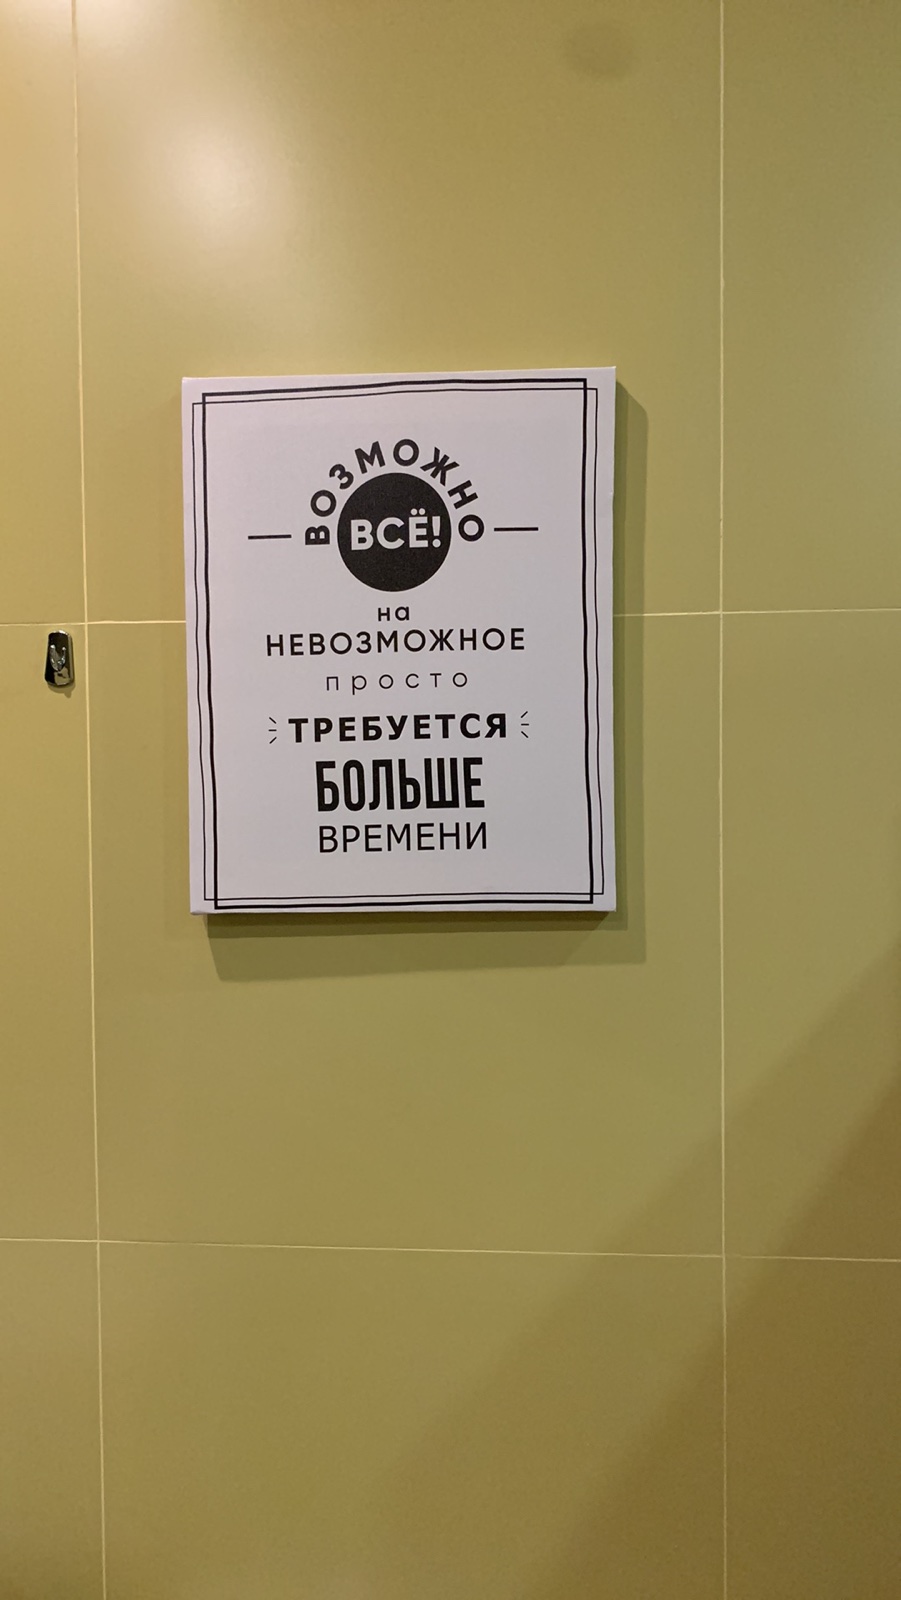 ВОЗМОЖНО
ВСЁ!
на
НЕВОЗМОЖНОЕ
просто
ТРЕБУЕТСЯ
БОЛЬШЕ
ВРЕМЕНИ